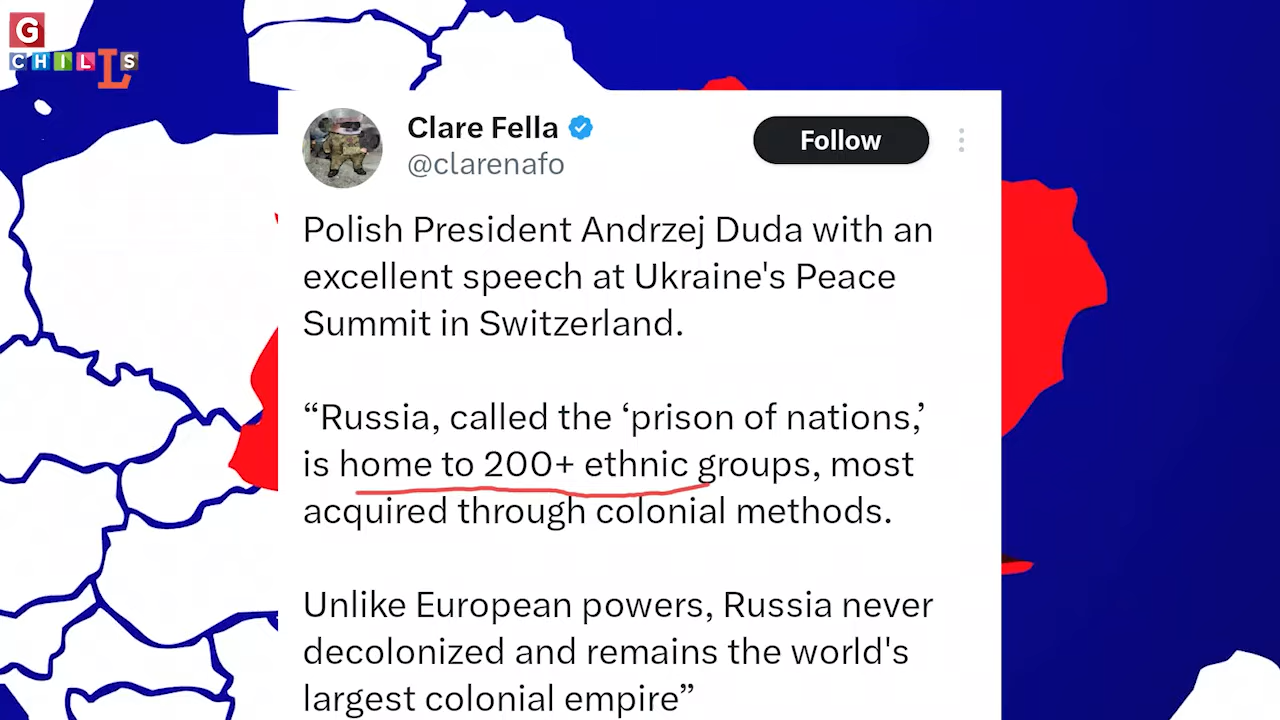 G
CHILLS
Clare Fella
@clarenafo
Follow
Polish President Andrzej Duda with an
excellent speech at Ukraine's Peace
Summit in Switzerland.
“Russia, called the ‘prison of nations,’
is home to 200+ ethnic groups, most
acquired through colonial methods.
Unlike European powers, Russia never
decolonized and remains the world's
largest colonial empire”